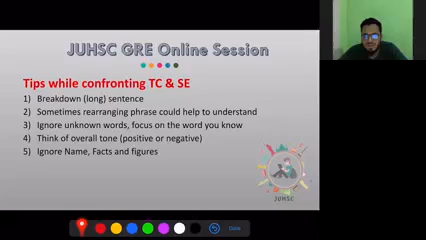 JUHSC GRE Online Session
Tips while confronting TC & SE
1) Breakdown (long) sentence
2) Sometimes rearranging phrase could help to understand
3) Ignore unknown words, focus on the word you know
4) Think of overall tone (positive or negative)
5) Ignore Name, Facts and figures
JUHSC
Done